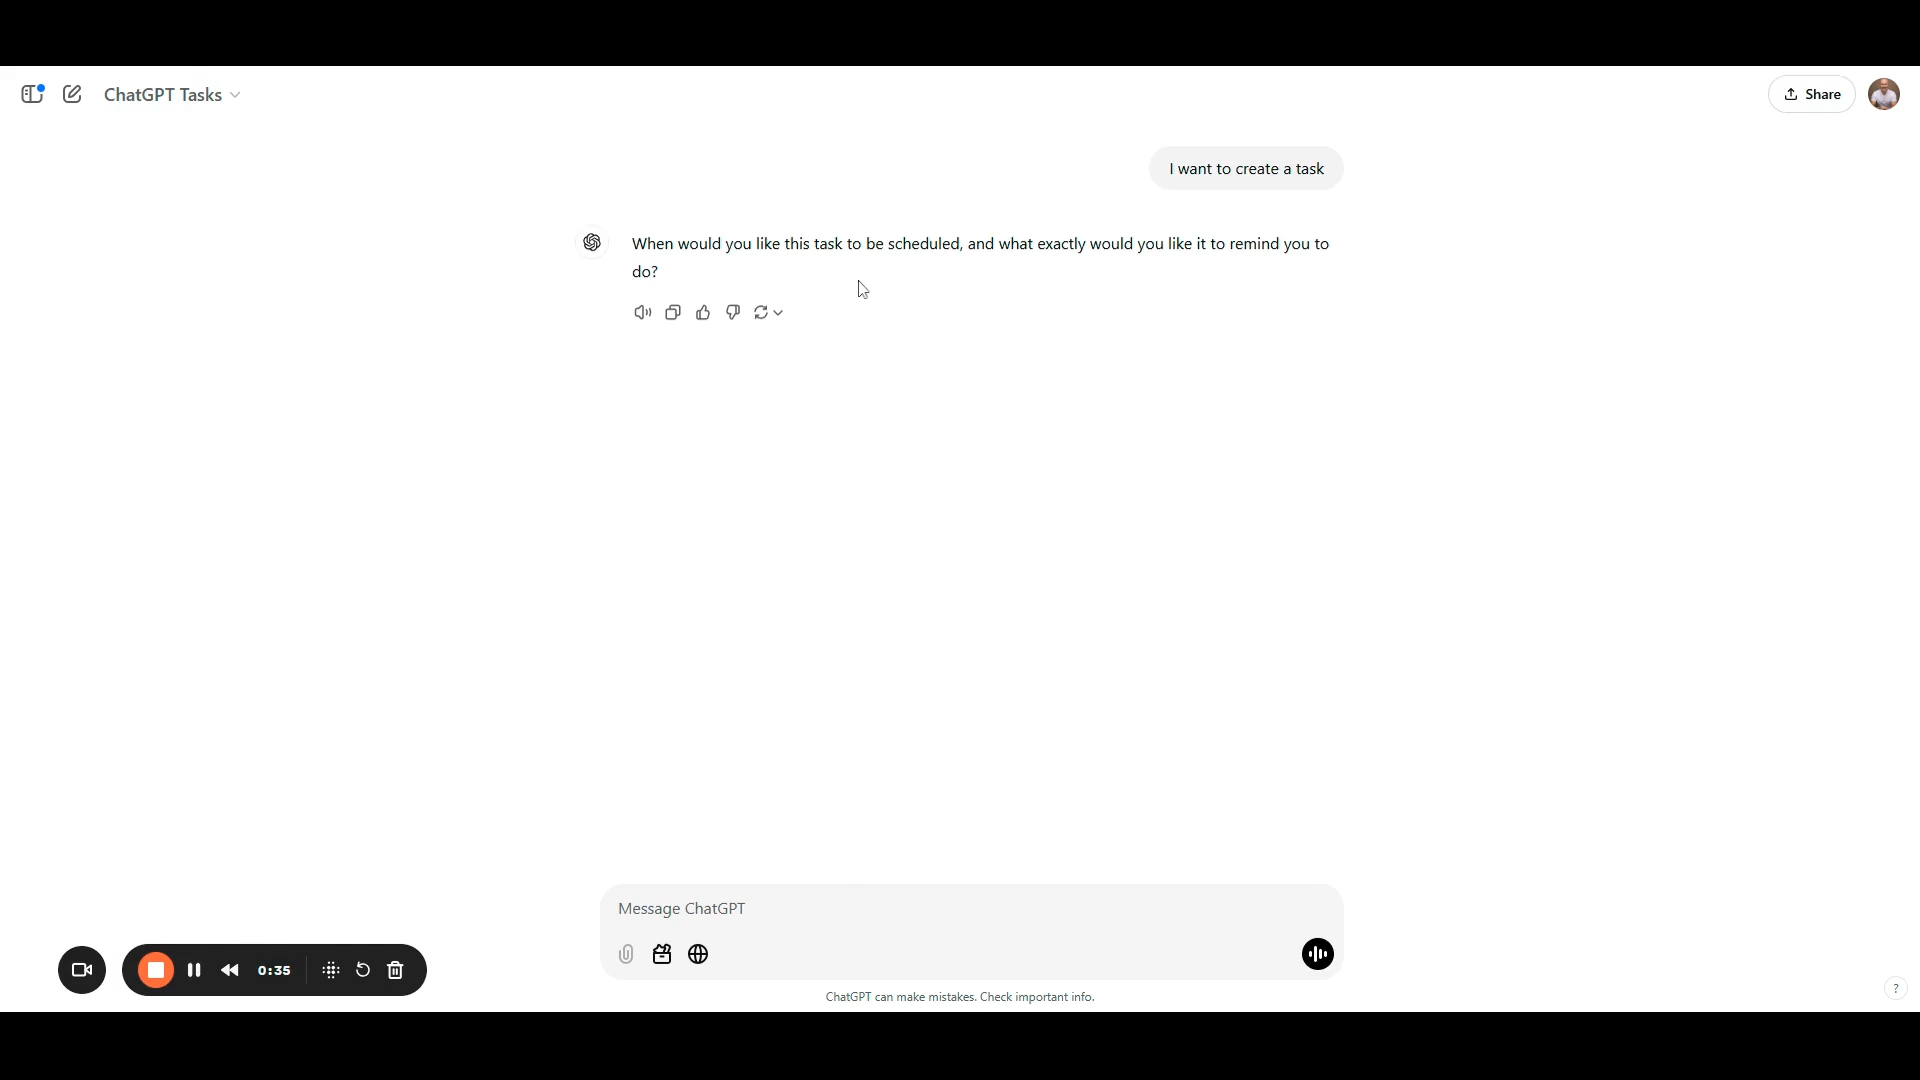 ChatGPT Tasks
Share
I want to create a task
When would you like this task to be scheduled, and what exactly would you like it to remind you to
do?
Message ChatGPT
0:35
ChatGPT can make mistakes. Check important info.
?